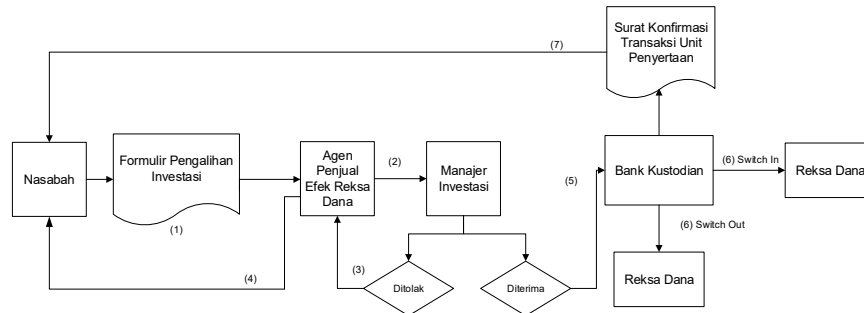 Surat Konfirmasi
Transaksi Unit
Penyertaan
(7)
Nasabah
Formulir Pengalihan
Investasi
(1)
Agen
Penjual
Efek Reksa
Dana
(2)
Manajer
Investasi
(5)
Bank Kustodian
(6) Switch In
Reksa Dana
(6) Switch Out
Reksa Dana
(4)
(3)
Ditolak
Diterima